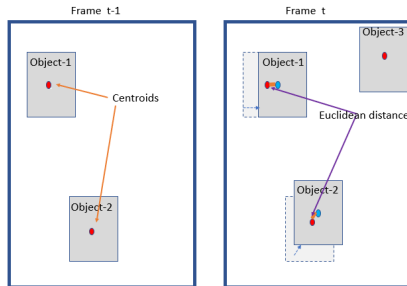 Frame t-1
Frame t
Object-1
Centroids
Object-2
Object-3
Object-1
Euclidean distance
Object-2